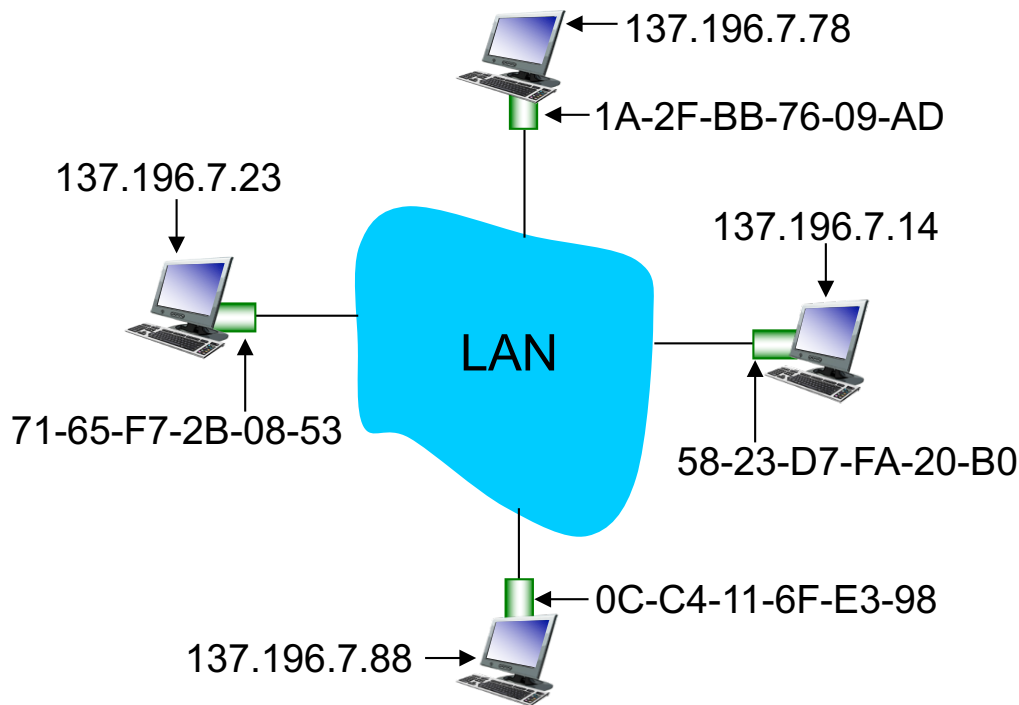 137.196.7.78
1A-2F-BB-76-09-AD
137.196.7.23
137.196.7.14
LAN
71-65-F7-2B-08-53
58-23-D7-FA-20-B0
0C-C4-11-6F-E3-98
137.196.7.88